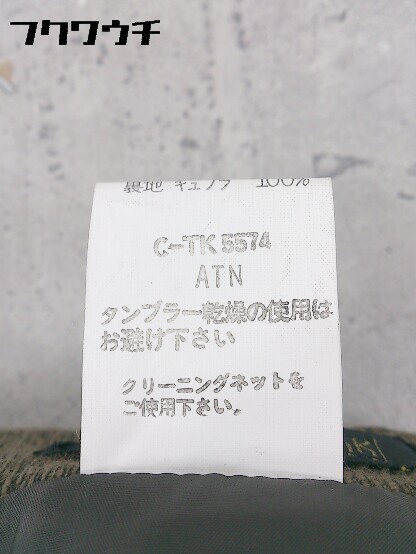 フクワウチ
裏地 キュプラ 100%
C-TK 5574
ATN
タンブラー乾燥の使用は
お避け下さい
クリーニングネットを
ご使用下さい。